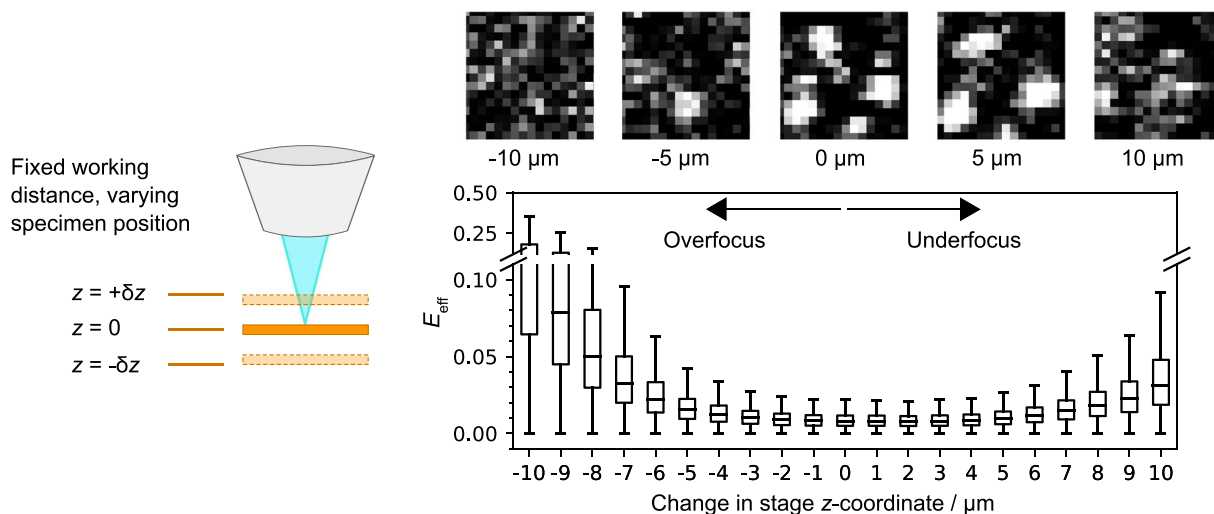 -10 µm
-5 µm
0 µm
5 µm
10 µm
Fixed working
distance, varying
specimen position
z = +δz
z = 0
z = -δz
0.50
0.25
0.10
0.05
0.00
E_eff
Overfocus
Underfocus
-10 -9 -8 -7 -6 -5 -4 -3 -2 -1 0 1 2 3 4 5 6 7 8 9 10
Change in stage z-coordinate / µm